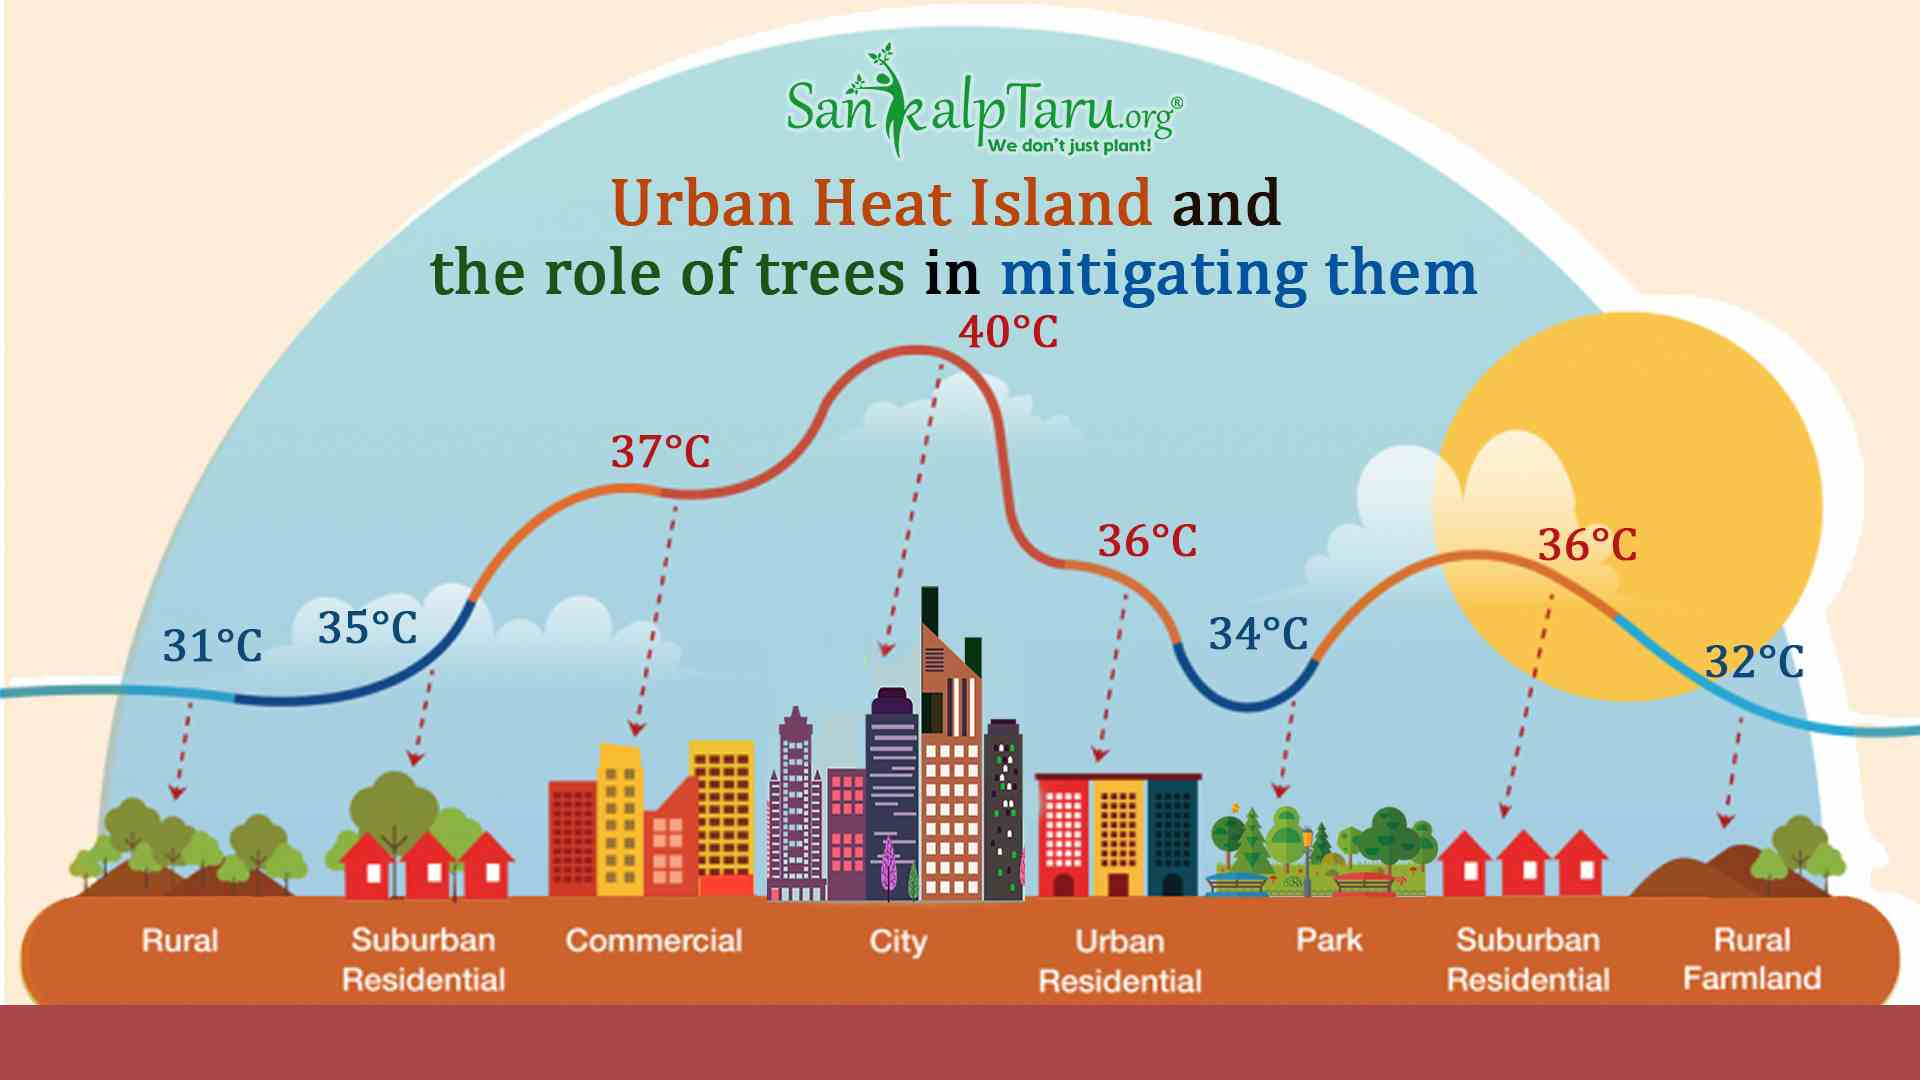 SankalpTaru.org®
We don't just plant!
Urban Heat Island and
the role of trees in mitigating them
40°C
37°C
36°C
36°C
31°C
35°C
34°C
32°C
Rural
Suburban
Residential
Commercial
City
Urban
Residential
Park
Suburban
Residential
Rural
Farmland